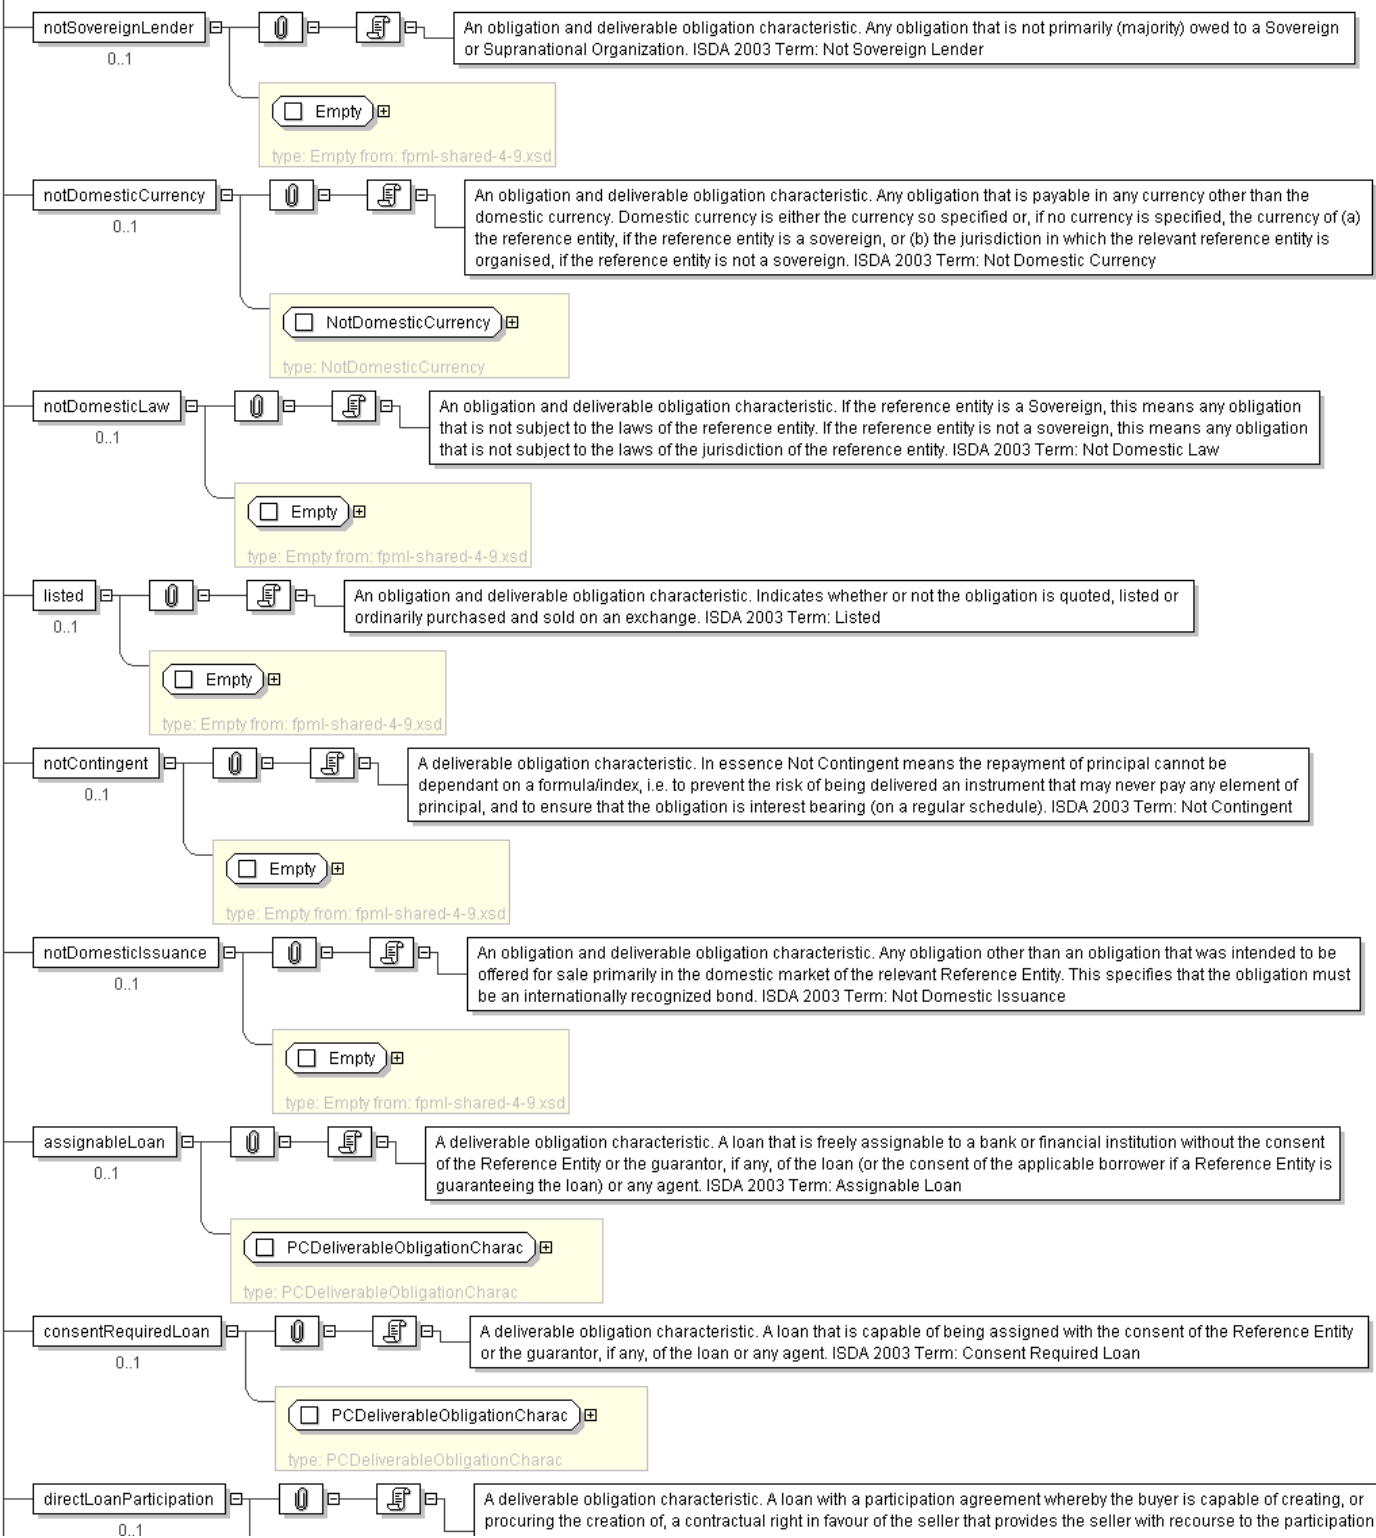 notSovereignLender
An obligation and deliverable obligation characteristic. Any obligation that is not primarily (majority) owed to a Sovereign
or Supranational Organization. ISDA 2003 Term: Not Sovereign Lender
0..1
Empty
type: Empty from: fpml-shared-4-9.xsd
notDomesticCurrency
An obligation and deliverable obligation characteristic. Any obligation that is payable in any currency other than the
domestic currency. Domestic currency is either the currency so specified or, if no currency is specified, the currency of (a)
the reference entity, if the reference entity is a sovereign, or (b) the jurisdiction in which the relevant reference entity is
organised, if the reference entity is not a sovereign. ISDA 2003 Term: Not Domestic Currency
0..1
NotDomesticCurrency
type: NotDomesticCurrency
notDomesticLaw
An obligation and deliverable obligation characteristic. If the reference entity is a Sovereign, this means any obligation
that is not subject to the laws of the reference entity. If the reference entity is not a sovereign, this means any obligation
that is not subject to the laws of the jurisdiction of the reference entity. ISDA 2003 Term: Not Domestic Law
0..1
Empty
type: Empty from: fpml-shared-4-9.xsd
listed
An obligation and deliverable obligation characteristic. Indicates whether or not the obligation is quoted, listed or
ordinarily purchased and sold on an exchange. ISDA 2003 Term: Listed
0..1
Empty
type: Empty from: fpml-shared-4-9.xsd
notContingent
A deliverable obligation characteristic. In essence Not Contingent means the repayment of principal cannot be
dependant on a formula/index, i.e. to prevent the risk of being delivered an instrument that may never pay any element of
principal, and to ensure that the obligation is interest bearing (on a regular schedule). ISDA 2003 Term: Not Contingent
0..1
Empty
type: Empty from: fpml-shared-4-9.xsd
notDomesticIssuance
An obligation and deliverable obligation characteristic. Any obligation other than an obligation that was intended to be
offered for sale primarily in the domestic market of the relevant Reference Entity. This specifies that the obligation must
be an internationally recognized bond. ISDA 2003 Term: Not Domestic Issuance
0..1
Empty
type: Empty from: fpml-shared-4-9.xsd
assignableLoan
A deliverable obligation characteristic. A loan that is freely assignable to a bank or financial institution without the consent
of the Reference Entity or the guarantor, if any, of the loan (or the consent of the applicable borrower if a Reference Entity is
guaranteeing the loan) or any agent. ISDA 2003 Term: Assignable Loan
0..1
PCDeliverableObligationCharac
type: PCDeliverableObligationCharac
consentRequiredLoan
A deliverable obligation characteristic. A loan that is capable of being assigned with the consent of the Reference Entity
or the guarantor, if any, of the loan or any agent. ISDA 2003 Term: Consent Required Loan
0..1
PCDeliverableObligationCharac
type: PCDeliverableObligationCharac
directLoanParticipation
A deliverable obligation characteristic. A loan with a participation agreement whereby the buyer is capable of creating, or
procuring the creation of, a contractual right in favour of the seller that provides the seller with recourse to the participation
0..1